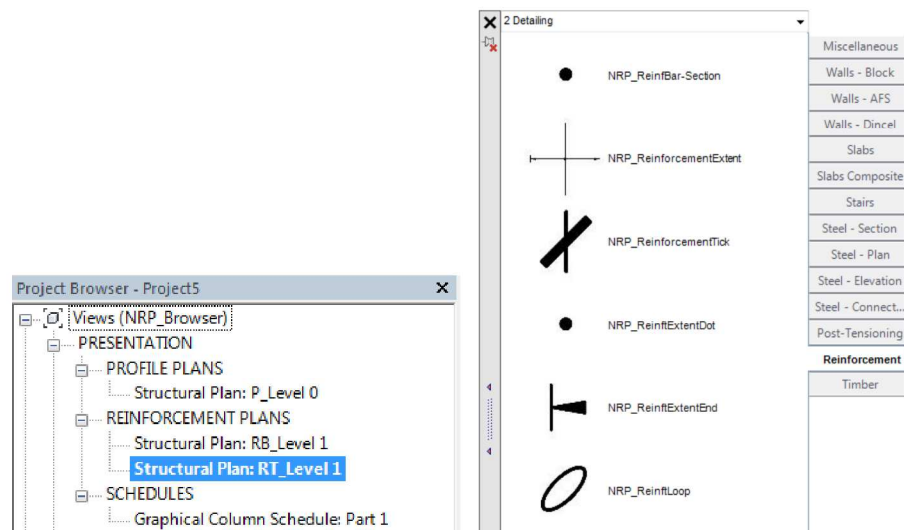 Project Browser - Project5
Views (NRP_Browser)
PRESENTATION
PROFILE PLANS
Structural Plan: P_Level 0
REINFORCEMENT PLANS
Structural Plan: RB_Level 1
Structural Plan: RT_Level 1
SCHEDULES
Graphical Column Schedule: Part 1
2 Detailing
NRP_ReinfBar-Section
NRP_ReinforcementExtent
NRP_ReinforcementTick
NRP_ReinftExtentDot
NRP_ReinftExtentEnd
NRP_ReinftLoop
Miscellaneous
Walls - Block
Walls - AFS
Walls - Dincel
Slabs
Slabs Composite
Stairs
Steel - Section
Steel - Plan
Steel - Elevation
Steel - Connect...
Post-Tensioning
Reinforcement
Timber